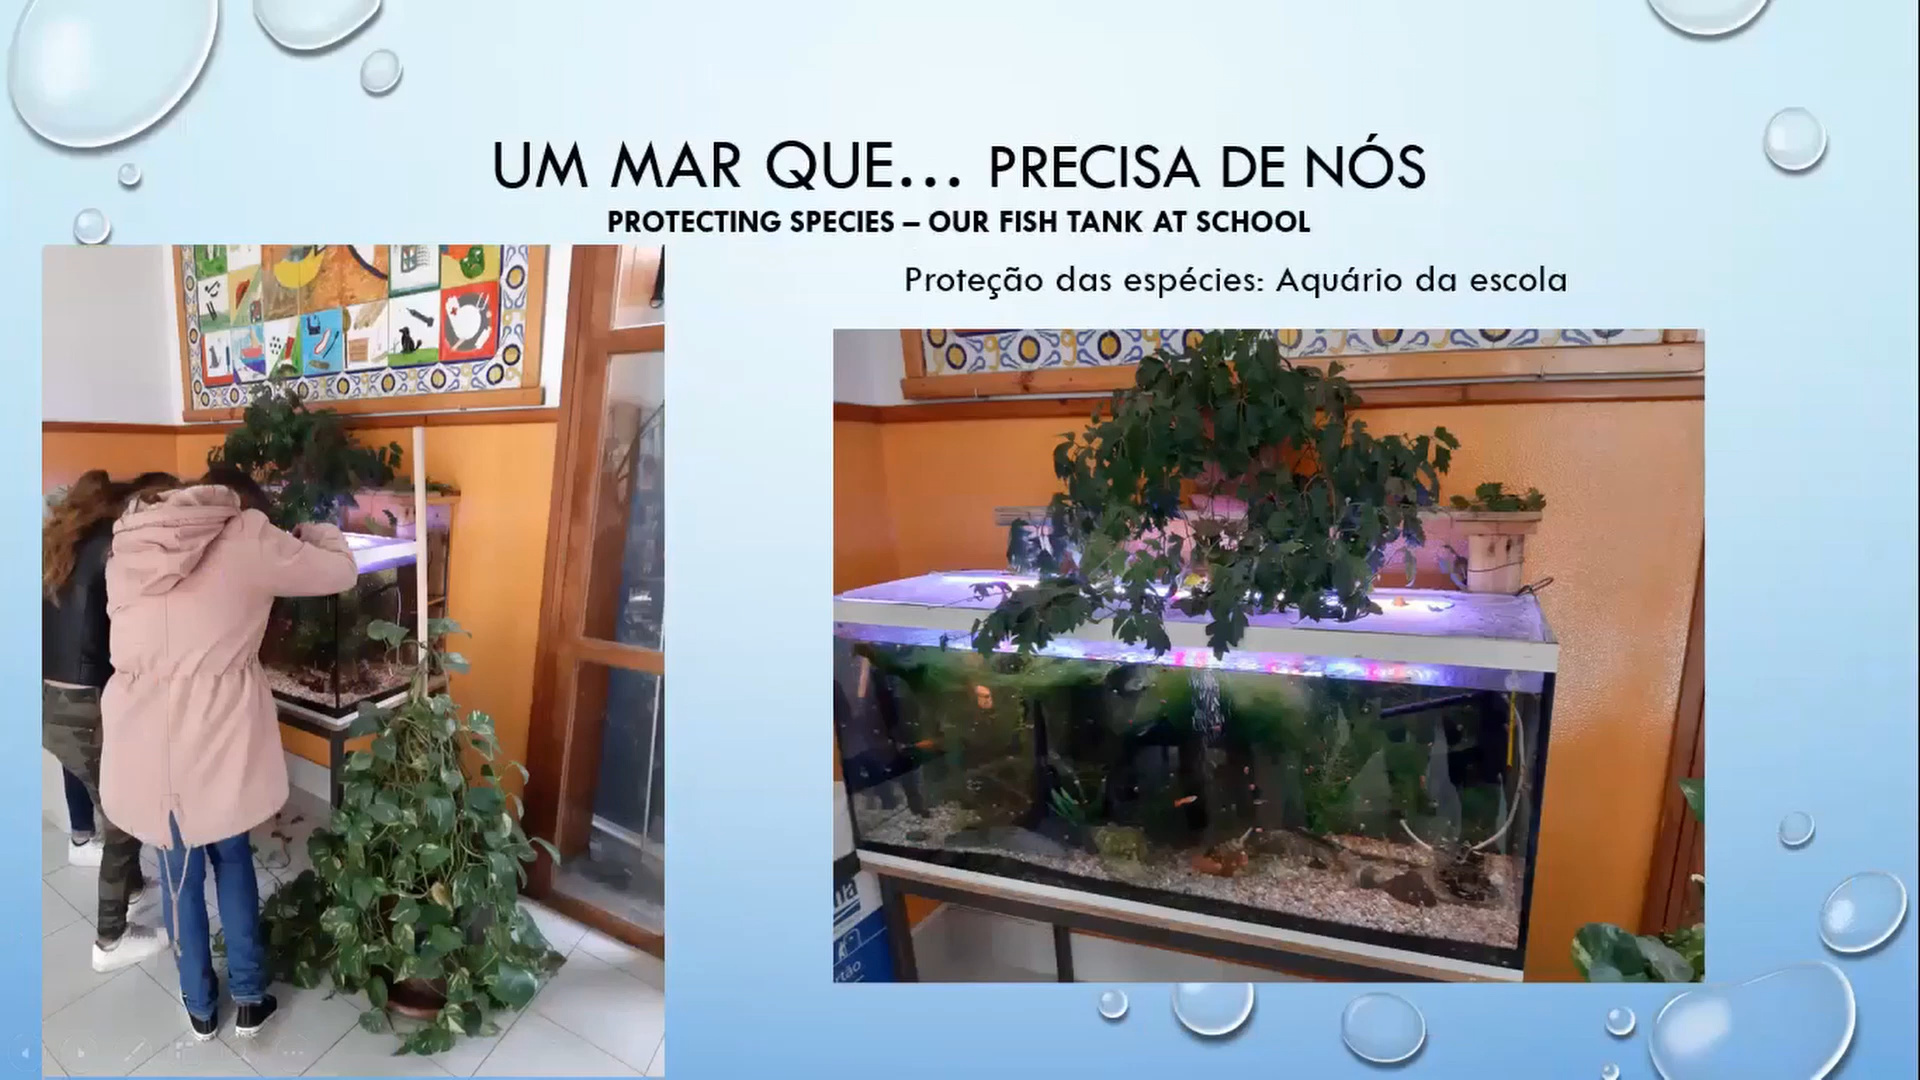 UM MAR QUE... PRECISA DE NÓS
PROTECTING SPECIES – OUR FISH TANK AT SCHOOL
Proteção das espécies: Aquário da escola